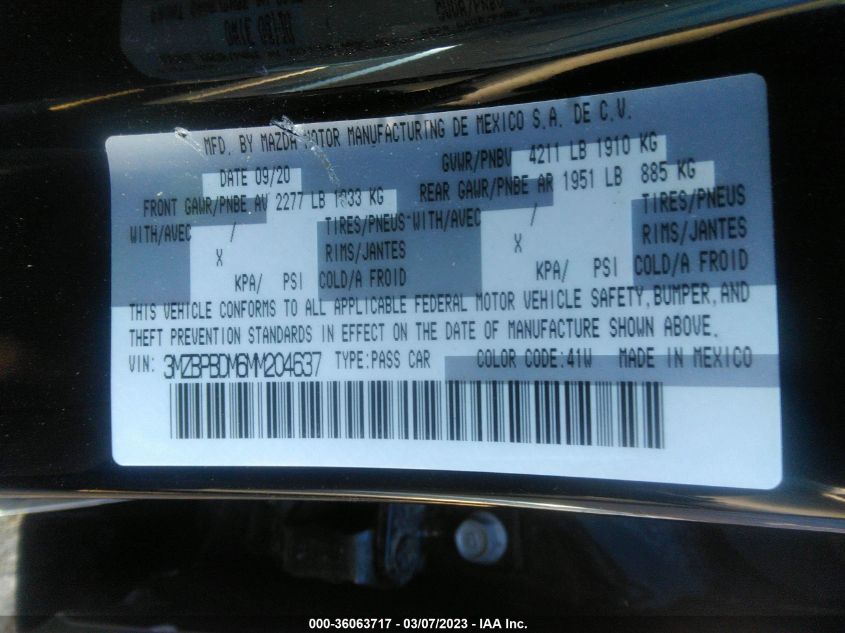 DATE 09/20
MFD. BY MAZDA MOTOR MANUFACTURING DE MEXICO S.A. DE C.V.
DATE 09/20 GVWR/PNBV 4211 LB 1910 KG
FRONT GAWR/PNBE AV 2277 LB 1033 KG REAR GAWR/PNBE AR 1951 LB 885 KG
WITH/AVEC / TIRES/PNEUS WITH/AVEC / TIRES/PNEUS
X RIMS/JANTES X RIMS/JANTES
KPA/ PSI COLD/A FROID KPA/ PSI COLD/A FROID
THIS VEHICLE CONFORMS TO ALL APPLICABLE FEDERAL MOTOR VEHICLE SAFETY, BUMPER, AND
THEFT PREVENTION STANDARDS IN EFFECT ON THE DATE OF MANUFACTURE SHOWN ABOVE.
VIN: 3MZBPBDM6MM204637 TYPE:PASS CAR COLOR CODE:41W MADE IN MEXICO
000-36063717 - 03/07/2023 - IAA Inc.